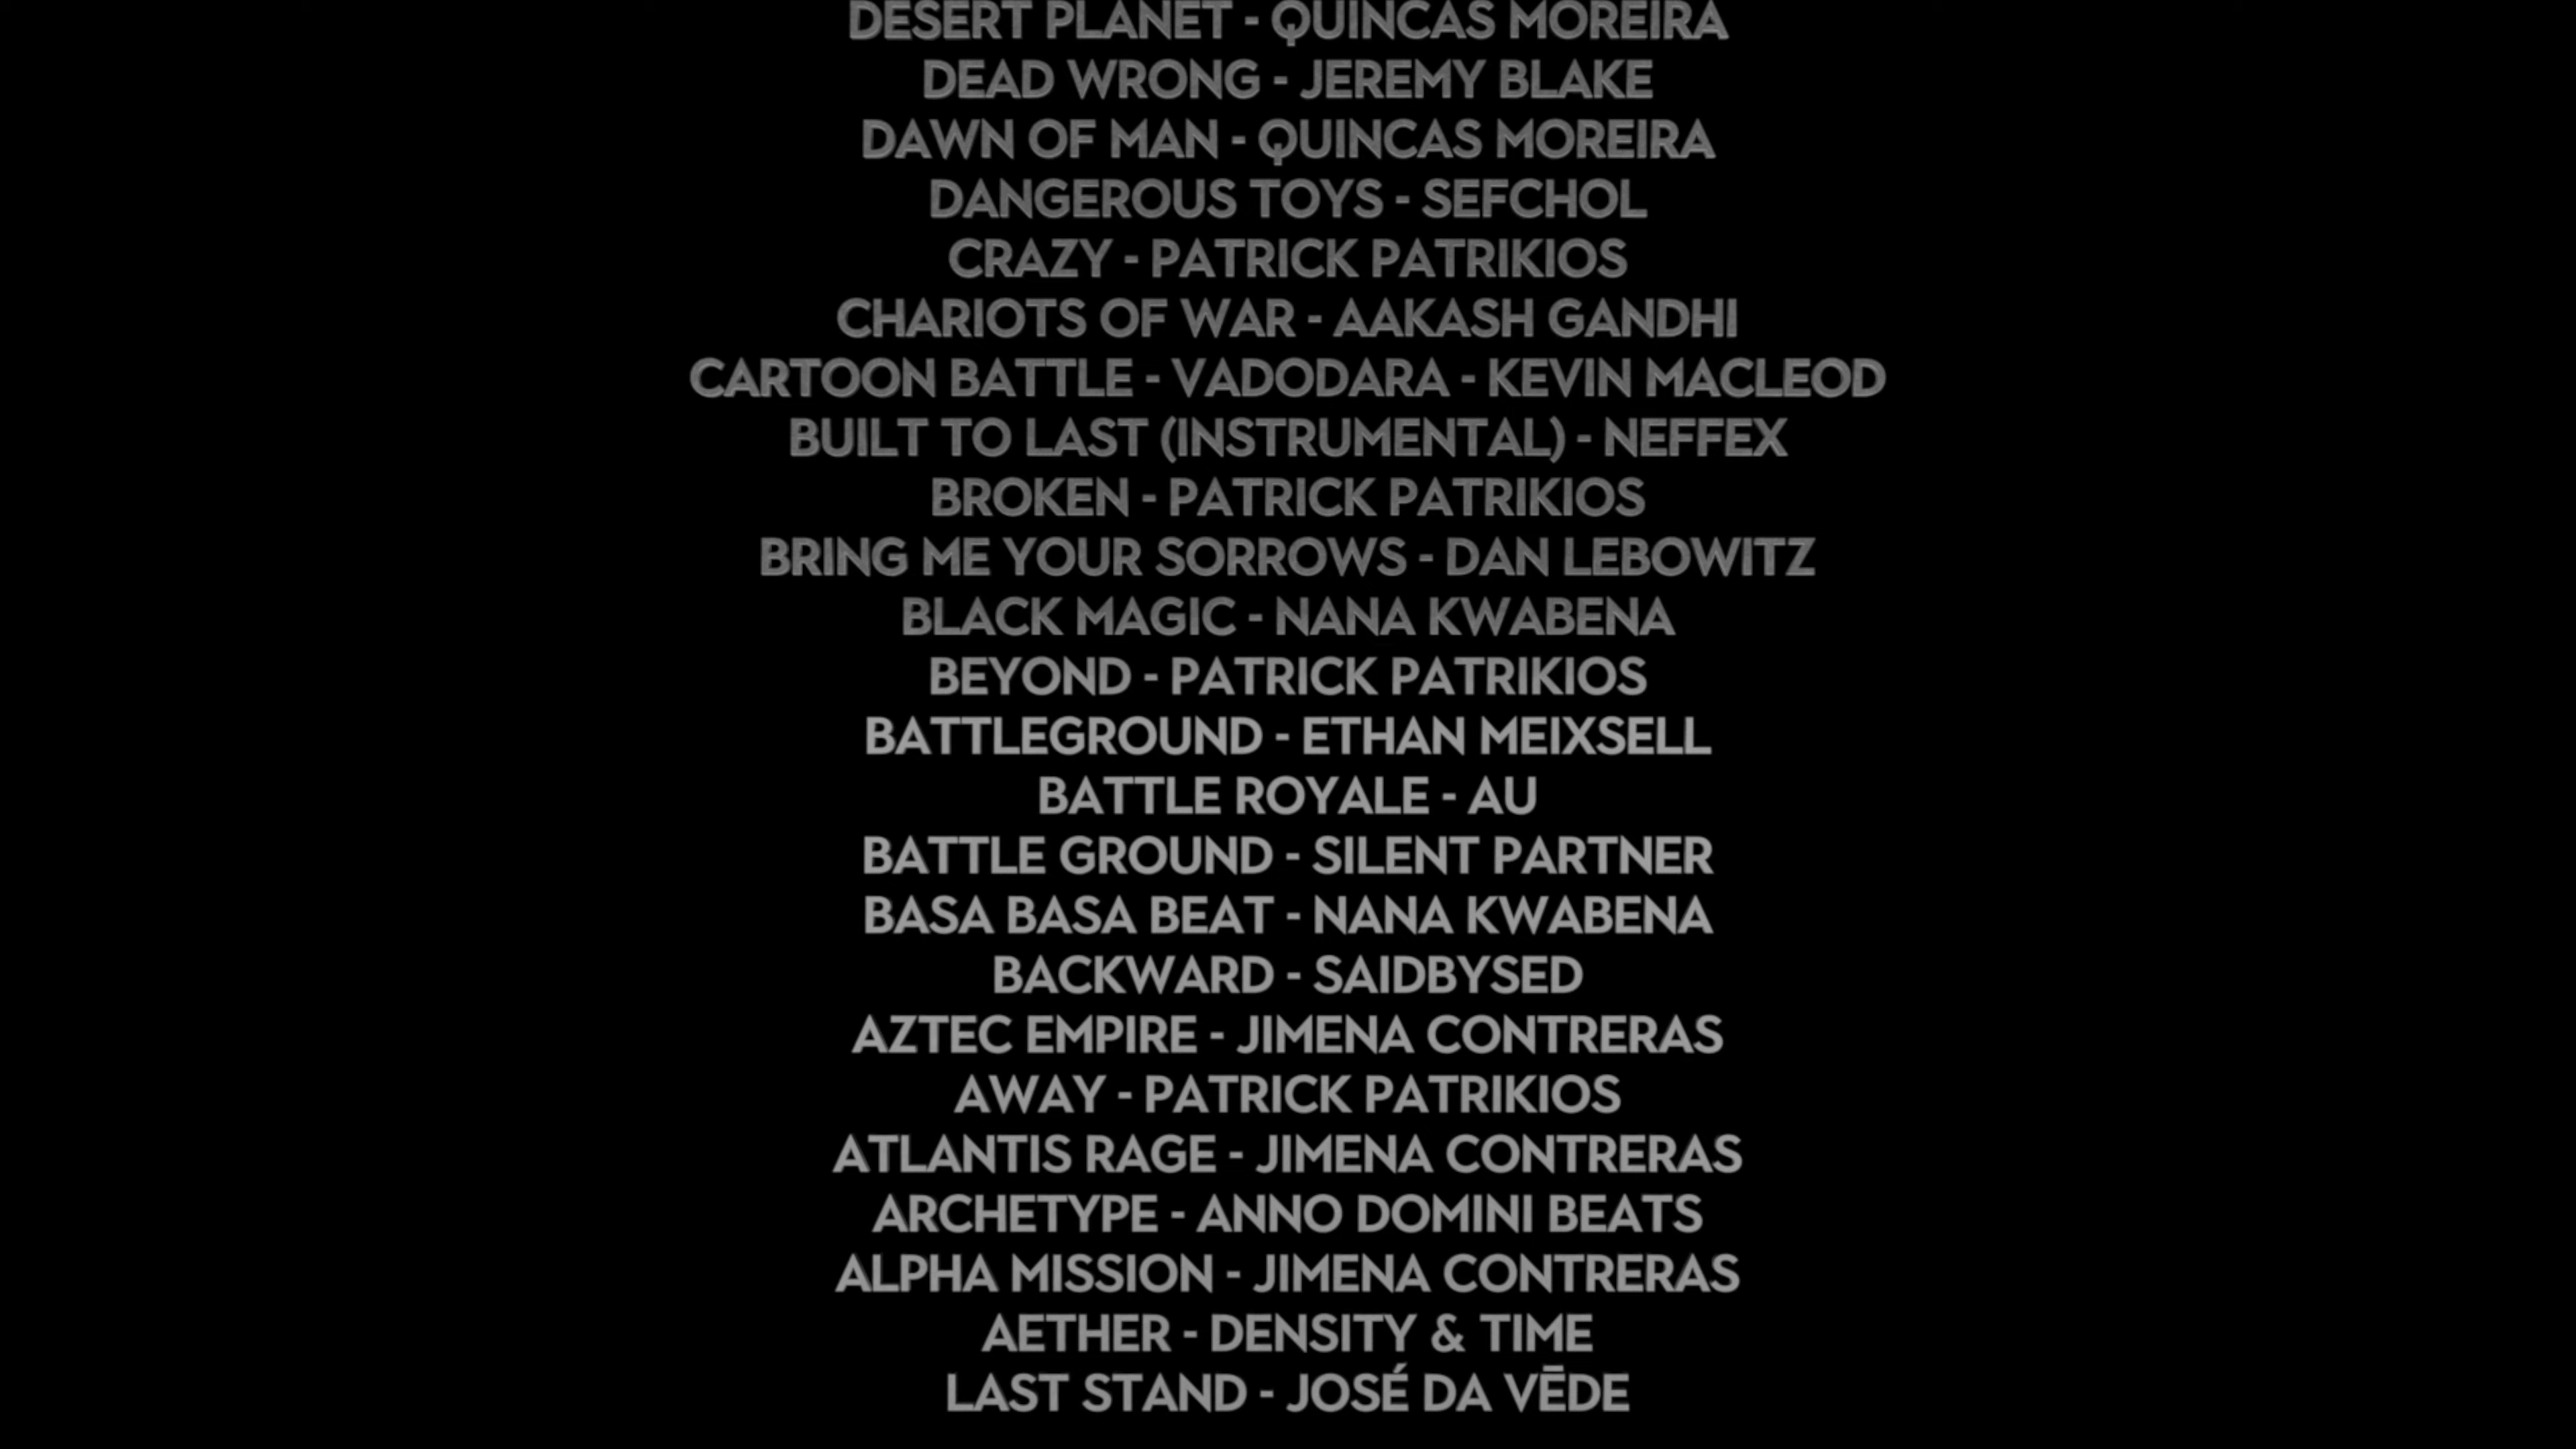 DESERT PLANET - QUINCAS MOREIRA
DEAD WRONG - JEREMY BLAKE
DAWN OF MAN - QUINCAS MOREIRA
DANGEROUS TOYS - SEFCHOL
CRAZY - PATRICK PATRIKIOS
CHARIOTS OF WAR - AAKASH GANDHI
CARTOON BATTLE - VADODARA - KEVIN MACLEOD
BUILT TO LAST (INSTRUMENTAL) - NEFFEX
BROKEN - PATRICK PATRIKIOS
BRING ME YOUR SORROWS - DAN LEBOWITZ
BLACK MAGIC - NANA KWABENA
BEYOND - PATRICK PATRIKIOS
BATTLEGROUND - ETHAN MEIXSELL
BATTLE ROYALE - AU
BATTLE GROUND - SILENT PARTNER
BASA BASA BEAT - NANA KWABENA
BACKWARD - SAIDBYSED
AZTEC EMPIRE - JIMENA CONTRERAS
AWAY - PATRICK PATRIKIOS
ATLANTIS RAGE - JIMENA CONTRERAS
ARCHETYPE - ANNO DOMINI BEATS
ALPHA MISSION - JIMENA CONTRERAS
AETHER - DENSITY & TIME
LAST STAND - JOSÉ DA VĒDE